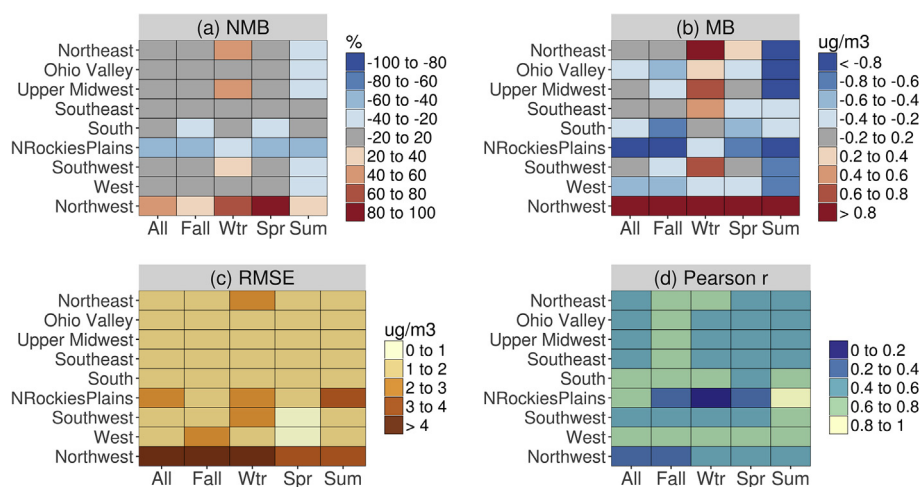 (a) NMB
Northeast
Ohio Valley
Upper Midwest
Southeast
South
NRockiesPlains
Southwest
West
Northwest
All Fall Wtr Spr Sum
%
-100 to -80
-80 to -60
-60 to -40
-40 to -20
-20 to 20
20 to 40
40 to 60
60 to 80
80 to 100
(b) MB
Northeast
Ohio Valley
Upper Midwest
Southeast
South
NRockiesPlains
Southwest
West
Northwest
All Fall Wtr Spr Sum
ug/m3
< -0.8
-0.8 to -0.6
-0.6 to -0.4
-0.4 to -0.2
-0.2 to 0.2
0.2 to 0.4
0.4 to 0.6
0.6 to 0.8
> 0.8
(c) RMSE
Northeast
Ohio Valley
Upper Midwest
Southeast
South
NRockiesPlains
Southwest
West
Northwest
All Fall Wtr Spr Sum
ug/m3
0 to 1
1 to 2
2 to 3
3 to 4
> 4
(d) Pearson r
Northeast
Ohio Valley
Upper Midwest
Southeast
South
NRockiesPlains
Southwest
West
Northwest
All Fall Wtr Spr Sum
0 to 0.2
0.2 to 0.4
0.4 to 0.6
0.6 to 0.8
0.8 to 1